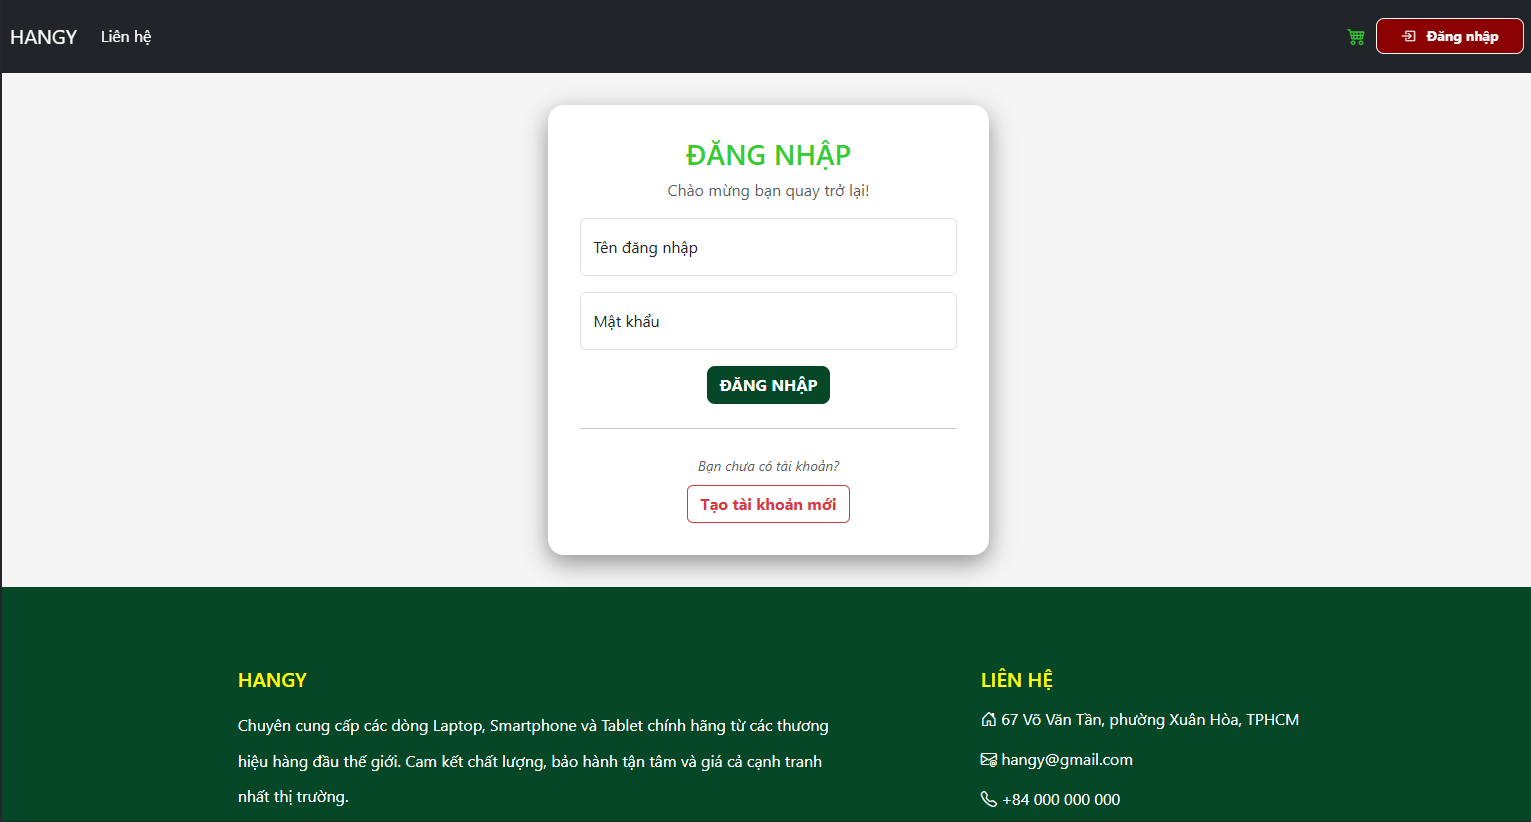 HANGY
Liên hệ
Đăng nhập
ĐĂNG NHẬP
Chào mừng bạn quay trở lại!
Tên đăng nhập
Mật khẩu
ĐĂNG NHẬP
Bạn chưa có tài khoản?
Tạo tài khoản mới
HANGY
Chuyên cung cấp các dòng Laptop, Smartphone và Tablet chính hãng từ các thương
hiệu hàng đầu thế giới. Cam kết chất lượng, bảo hành tận tâm và giá cả cạnh tranh
nhất thị trường.
LIÊN HỆ
67 Võ Văn Tần, phường Xuân Hòa, TPHCM
hangy@gmail.com
+84 000 000 000